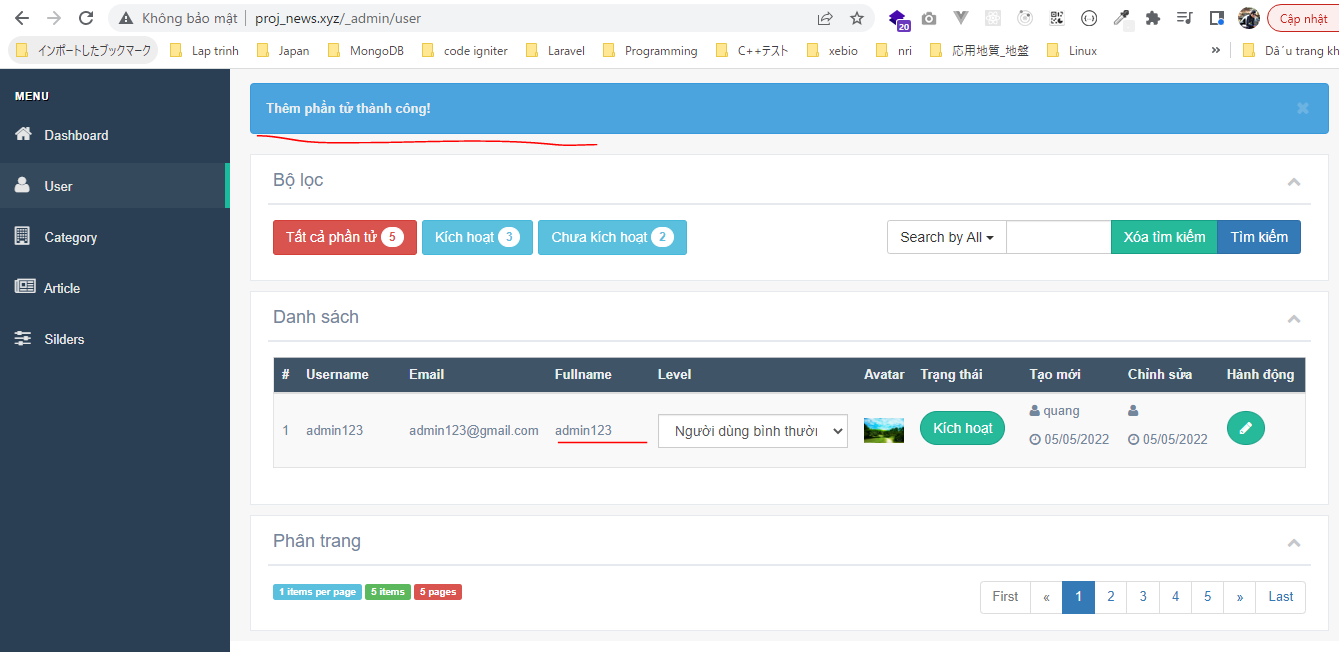 Không bảo mật | proj_news.xyz/_admin/user
20
Cập nhật
インポートしたブックマーク Lap trinh Japan MongoDB code igniter Laravel Programming C++テスト xebio nri 応用地質_地盤 Linux » Dấu trang kh
MENU
Dashboard
User
Category
Article
Silders
Thêm phần tử thành công!
×
Bộ lọc
Tất cả phần tử 5 Kích hoạt 3 Chưa kích hoạt 2 Search by All Xóa tìm kiếm Tìm kiếm
Danh sách
# Username Email Fullname Level Avatar Trạng thái Tạo mới Chỉnh sửa Hành động
1 admin123 admin123@gmail.com admin123 Người dùng bình thườn Kích hoạt quang
05/05/2022 05/05/2022
Phân trang
1 items per page 5 items 5 pages
First « 1 2 3 4 5 » Last